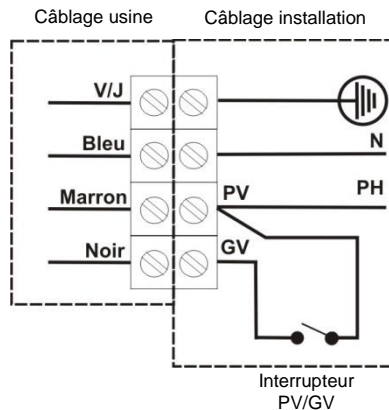 Câblage usine
Câblage installation
V/J
Bleu
N
Marron
PV
PH
Noir
GV
Interrupteur
PV/GV